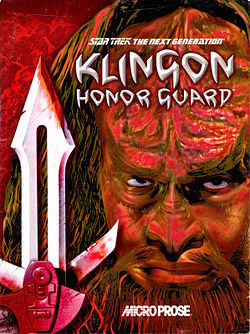 STAR TREK THE NEXT GENERATION
KLINGON
HONOR GUARD
MICROPROSE